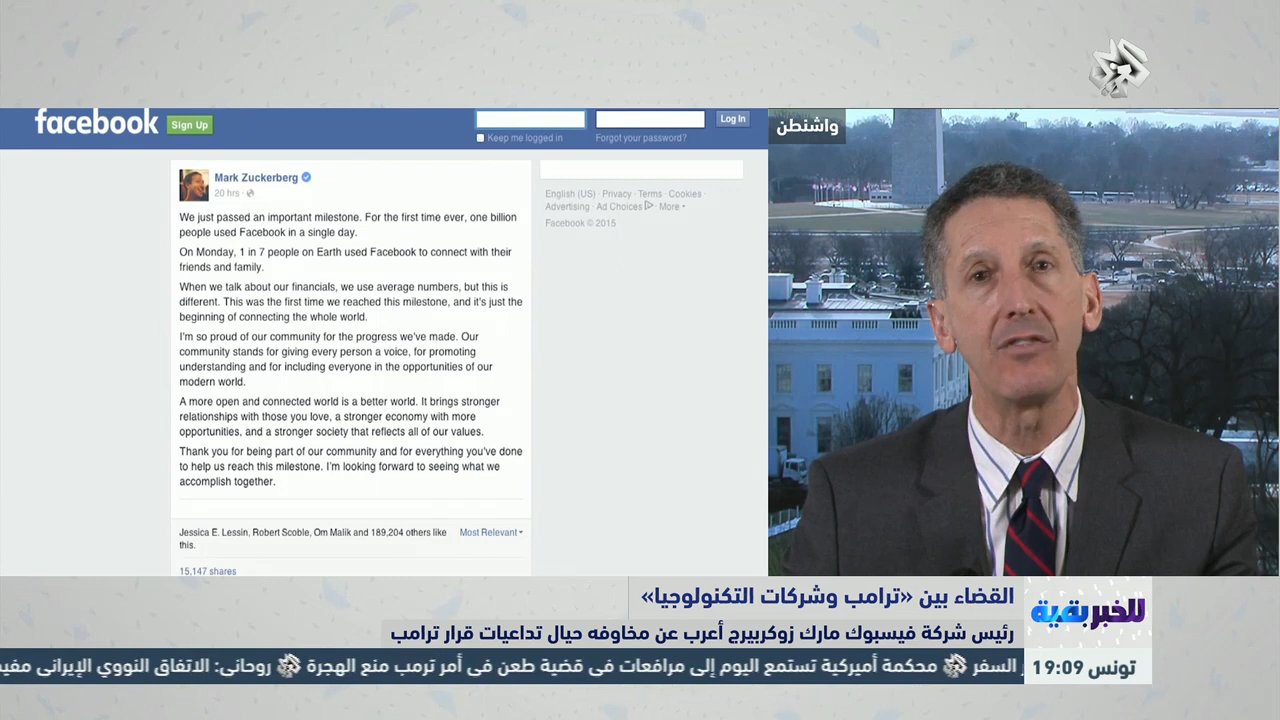 facebook
Sign Up
Keep me logged in
Forgot your password?
Log In
Mark Zuckerberg
20 hrs ·
We just passed an important milestone. For the first time ever, one billion
people used Facebook in a single day.
On Monday, 1 in 7 people on Earth used Facebook to connect with their
friends and family.
When we talk about our financials, we use average numbers, but this is
different. This was the first time we reached this milestone, and it's just the
beginning of connecting the whole world.
I'm so proud of our community for the progress we've made. Our
community stands for giving every person a voice, for promoting
understanding and for including everyone in the opportunities of our
modern world.
A more open and connected world is a better world. It brings stronger
relationships with those you love, a stronger economy with more
opportunities, and a stronger society that reflects all of our values.
Thank you for being part of our community and for everything you've done
to help us reach this milestone. I'm looking forward to seeing what we
accomplish together.
Jessica E. Lessin, Robert Scoble, Om Malik and 189,204 others like
this.
Most Relevant
15,147 shares
English (US) · Privacy · Terms · Cookies ·
Advertising · Ad Choices · More
Facebook © 2015
واشنطن
للخبر بقية
القضاء بين «ترامب وشركات التكنولوجيا»
رئيس شركة فيسبوك مارك زوكربيرج أعرب عن مخاوفه حيال تداعيات قرار ترامب
تونس 19:09
السفر محكمة أميركية تستمع اليوم إلى مرافعات في قضية طعن في أمر ترمب منع الهجرة روحاني: الاتفاق النووي الإيراني